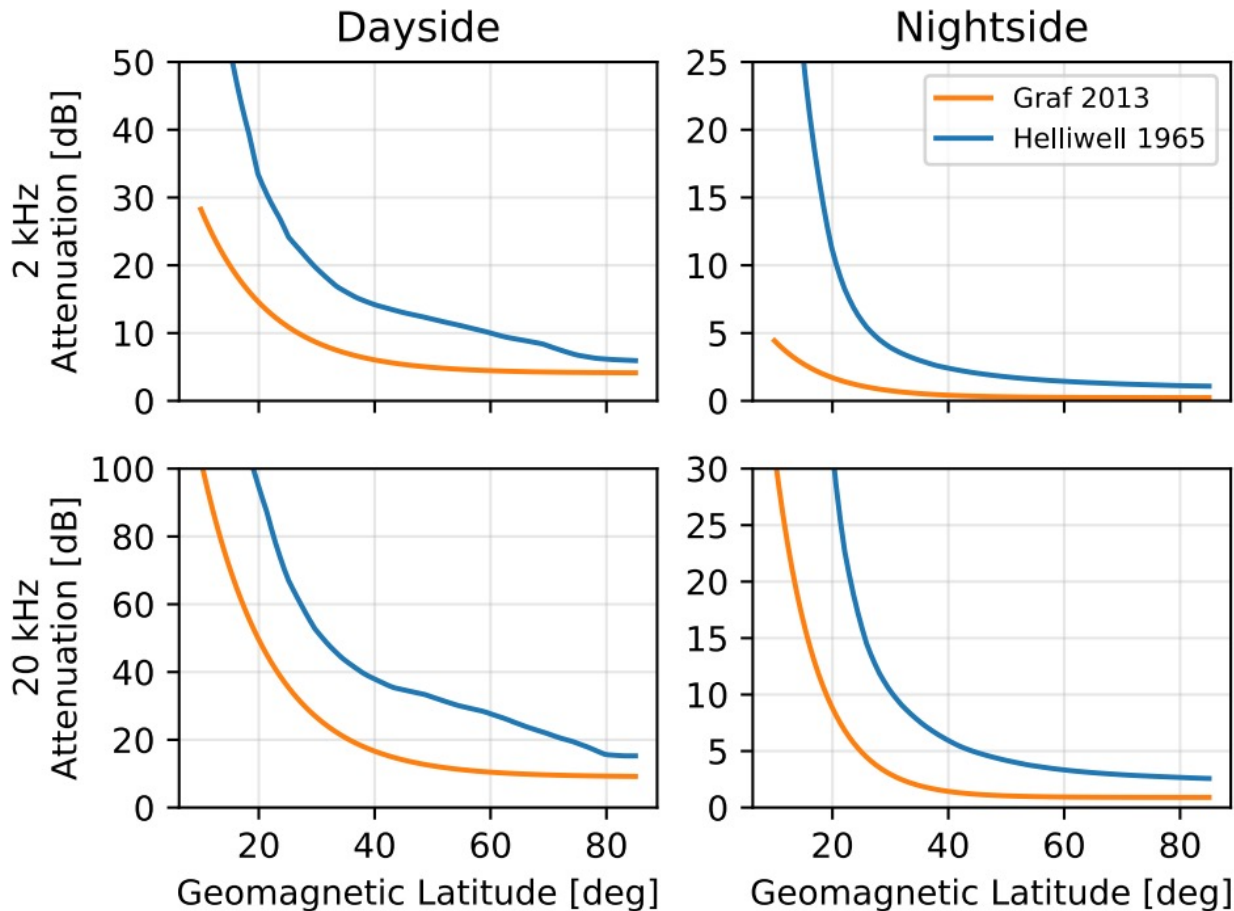 Dayside
Nightside
2 kHz
Attenuation [dB]
50
40
30
20
10
0
25
20
15
10
5
0
Graf 2013
Helliwell 1965
20 kHz
Attenuation [dB]
100
80
60
40
20
0
20 40 60 80
Geomagnetic Latitude [deg]
30
25
20
15
10
5
0
20 40 60 80
Geomagnetic Latitude [deg]